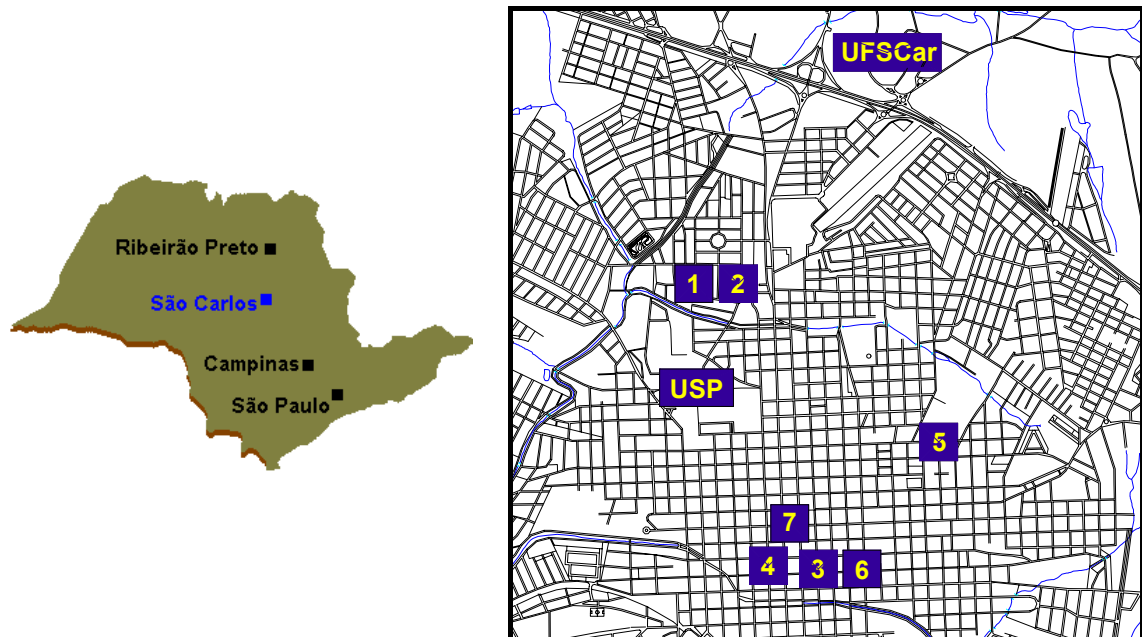 Ribeirão Preto
São Carlos
Campinas
São Paulo
UFSCar
1
2
USP
5
7
4
3
6